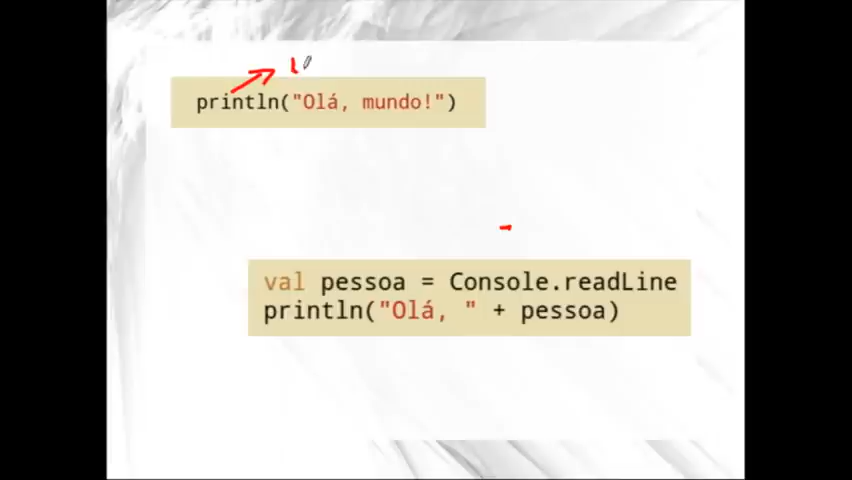 println("Olá, mundo!")
val pessoa = Console.readLine
println("Olá, " + pessoa)